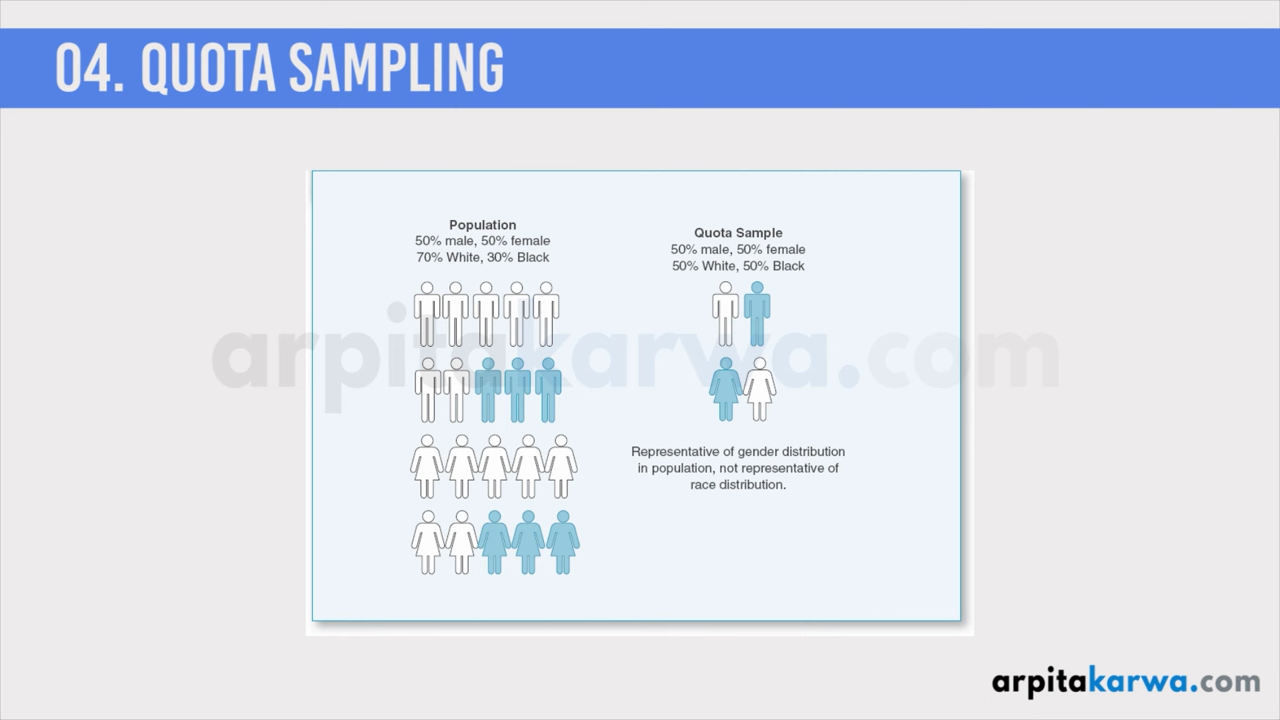 04. QUOTA SAMPLING
Population
50% male, 50% female
70% White, 30% Black
Quota Sample
50% male, 50% female
50% White, 50% Black
Representative of gender distribution
in population, not representative of
race distribution.
arpitakarwa.com
arpitakarwa.com